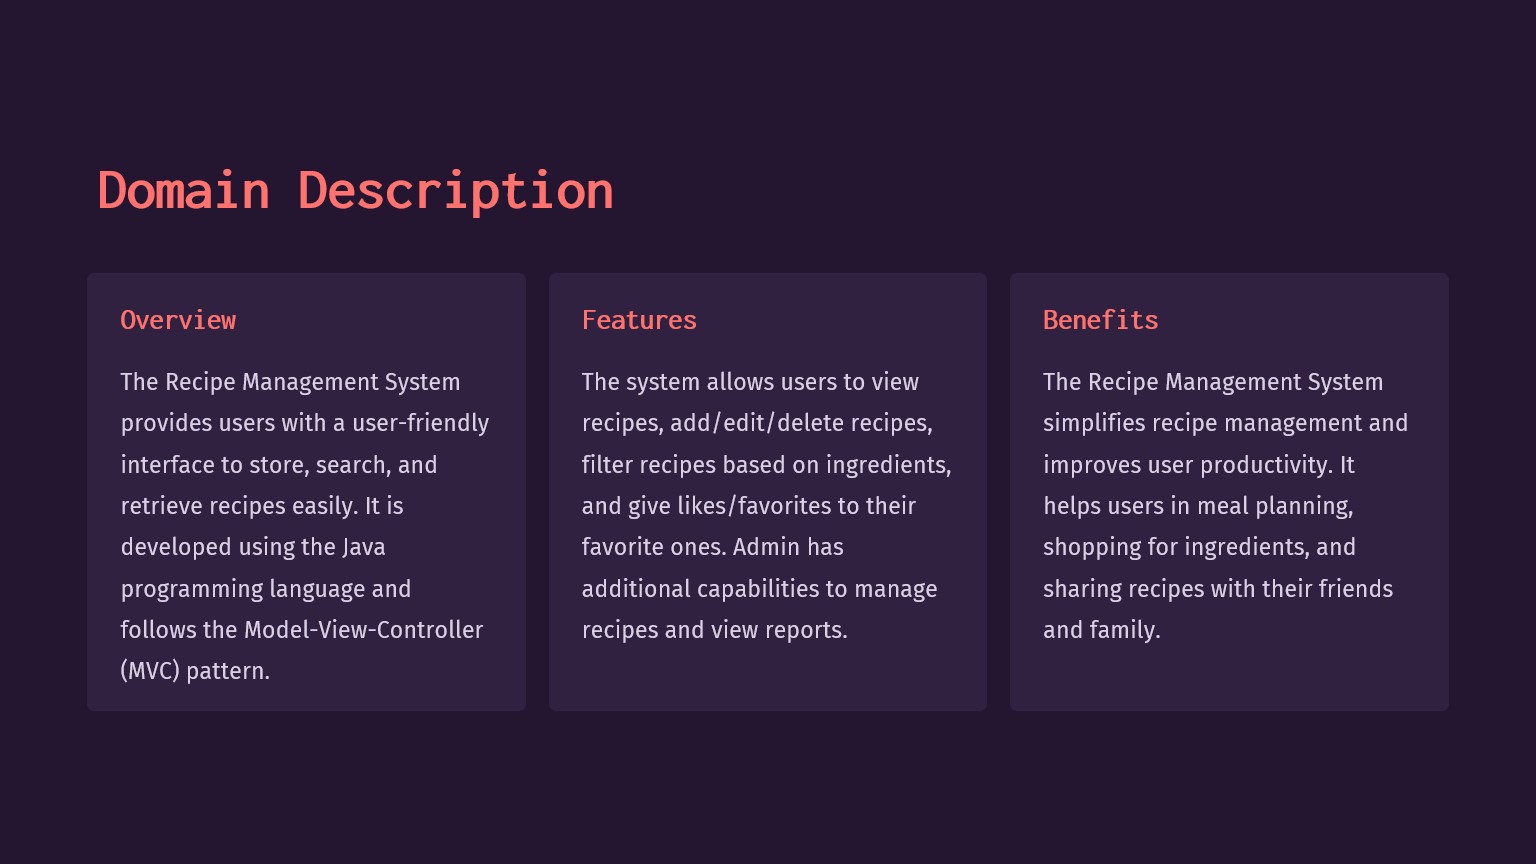 Domain Description
Overview
The Recipe Management System
provides users with a user-friendly
interface to store, search, and
retrieve recipes easily. It is
developed using the Java
programming language and
follows the Model-View-Controller
(MVC) pattern.
Features
The system allows users to view
recipes, add/edit/delete recipes,
filter recipes based on ingredients,
and give likes/favorites to their
favorite ones. Admin has
additional capabilities to manage
recipes and view reports.
Benefits
The Recipe Management System
simplifies recipe management and
improves user productivity. It
helps users in meal planning,
shopping for ingredients, and
sharing recipes with their friends
and family.